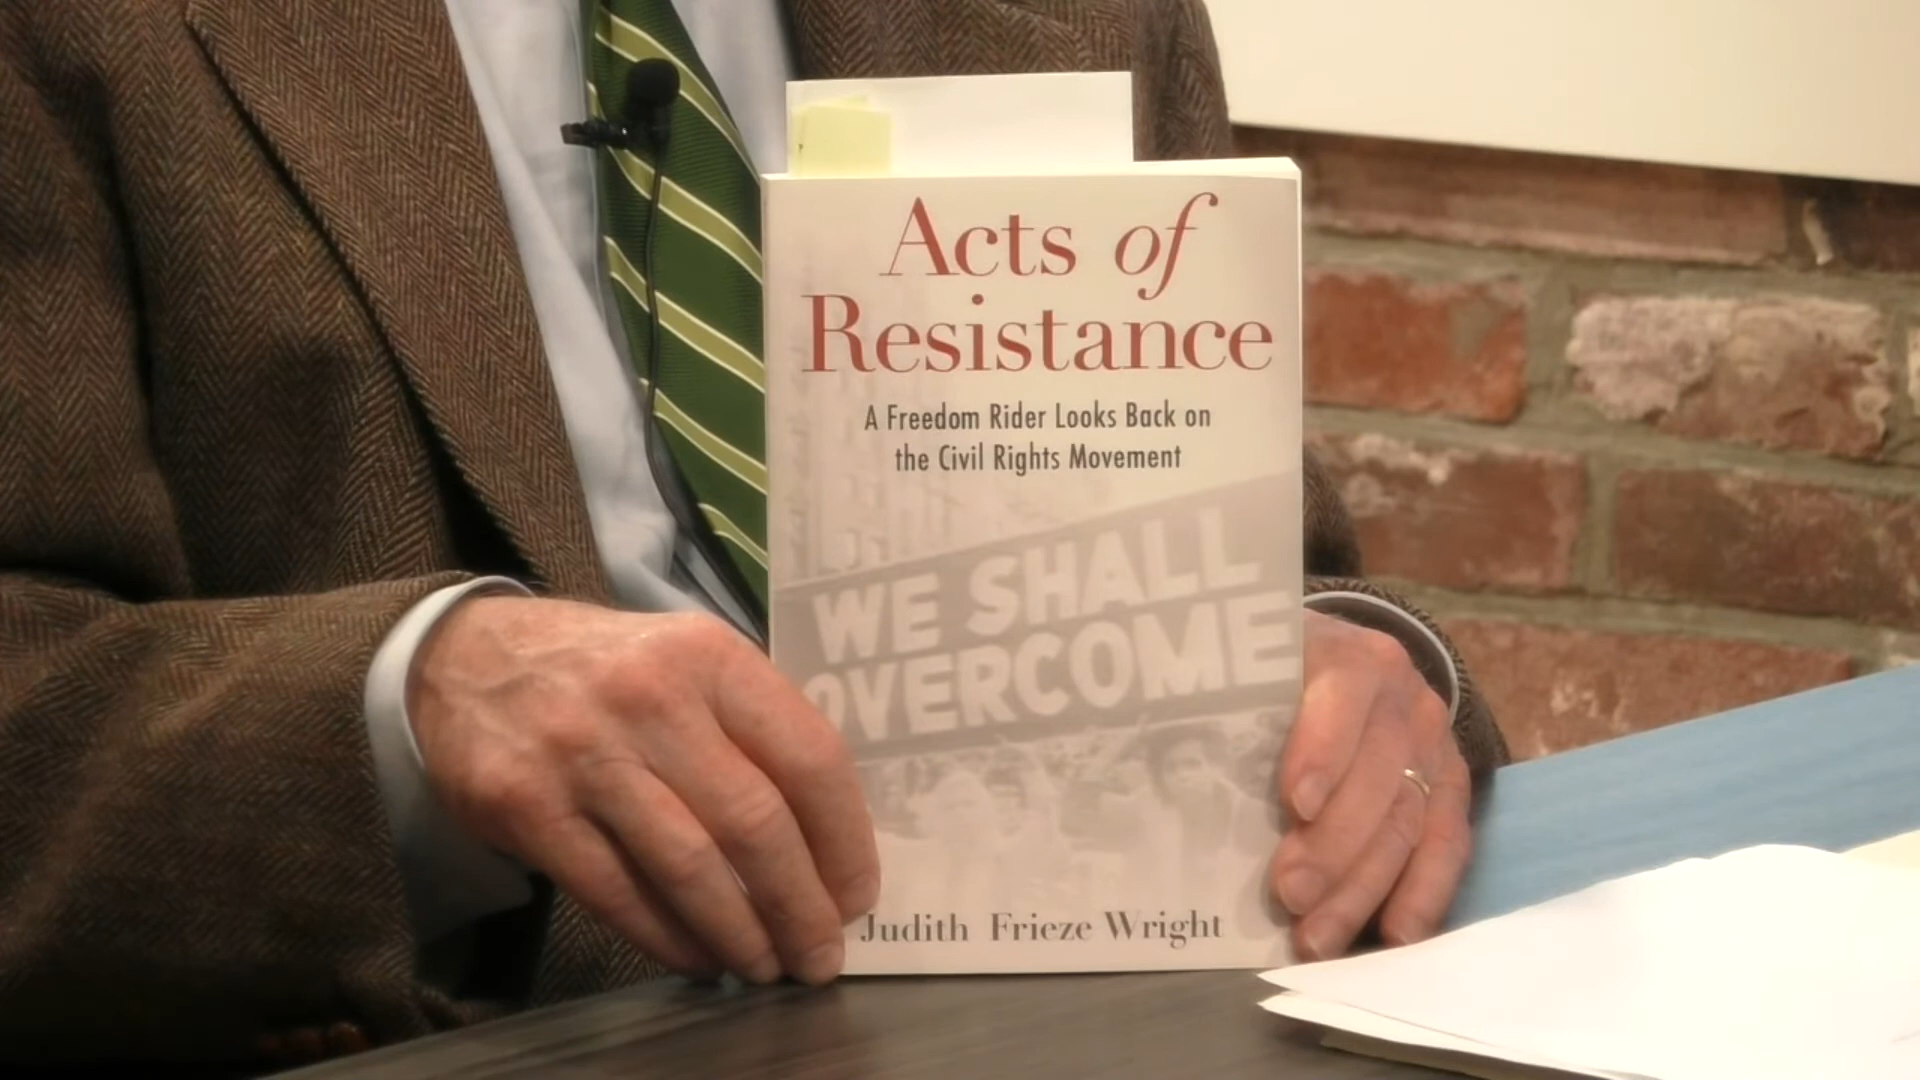 Acts of
Resistance
A Freedom Rider Looks Back on
the Civil Rights Movement
WE SHALL
OVERCOME
Judith Frieze Wright